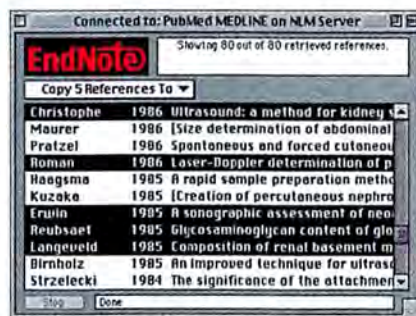 Connected to: PubMed MEDLINE on NLM Server
EndNote
Showing 80 out of 80 retrieved references.
Copy 5 References To
Christophe 1986 Ultrasound: a method for kidney s
Maurer 1986 [Size determination of abdominal
Pratzel 1986 Spontaneous and forced cutaneou
Roman 1986 Laser-Doppler determination of p
Haagsma 1985 A rapid sample preparation metho
Kuzaka 1985 [Creation of percutaneous nephro
Erwin 1985 A sonographic assessment of neo
Reubsaet 1985 Glycosaminoglycan content of glo
Langeveld 1985 Composition of renal basement m
Birnholz 1985 An improved technique for ultraso
Strzelecki 1984 The significance of the attachmen
Stop Done